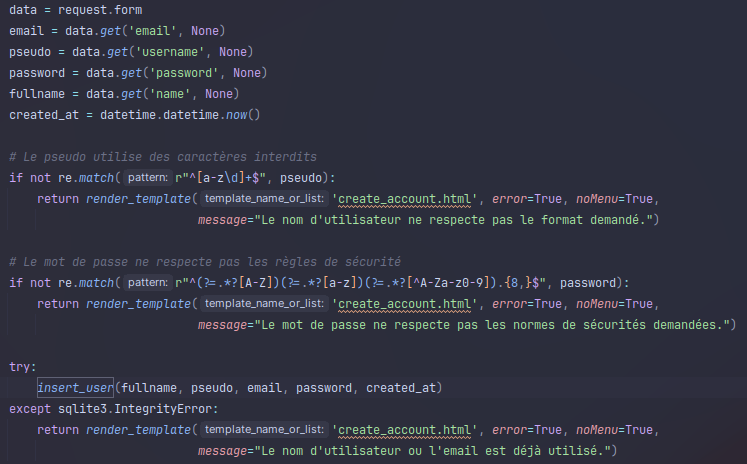 data = request.form
email = data.get('email', None)
pseudo = data.get('username', None)
password = data.get('password', None)
fullname = data.get('name', None)
created_at = datetime.datetime.now()
# Le pseudo utilise des caractères interdits
if not re.match( pattern: r"^[a-z\d]+$", pseudo):
return render_template( template_name_or_list: 'create_account.html', error=True, noMenu=True,
message="Le nom d'utilisateur ne respecte pas le format demandé.")
# Le mot de passe ne respecte pas les règles de sécurité
if not re.match( pattern: r"^(?=.*?[A-Z])(?=.*?[a-z])(?=.*?[^A-Za-z0-9]).{8,}$", password):
return render_template( template_name_or_list: 'create_account.html', error=True, noMenu=True,
message="Le mot de passe ne respecte pas les normes de sécurités demandées.")
try:
insert_user(fullname, pseudo, email, password, created_at)
except sqlite3.IntegrityError:
return render_template( template_name_or_list: 'create_account.html', error=True, noMenu=True,
message="Le nom d'utilisateur ou l'email est déjà utilisé.")